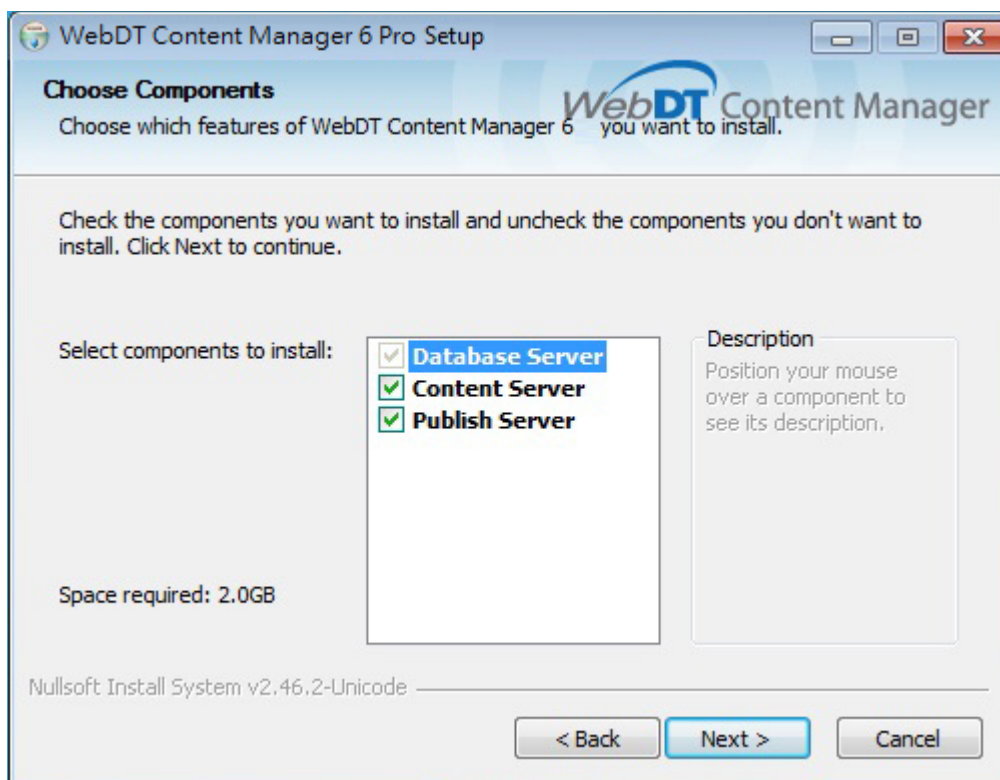 WebDT Content Manager 6 Pro Setup
Choose Components
WebDT Content Manager
Choose which features of WebDT Content Manager 6 you want to install.
Check the components you want to install and uncheck the components you don't want to
install. Click Next to continue.
Select components to install:
Database Server
Content Server
Publish Server
Description
Position your mouse
over a component to
see its description.
Space required: 2.0GB
Nullsoft Install System v2.46.2-Unicode
< Back
Next >
Cancel